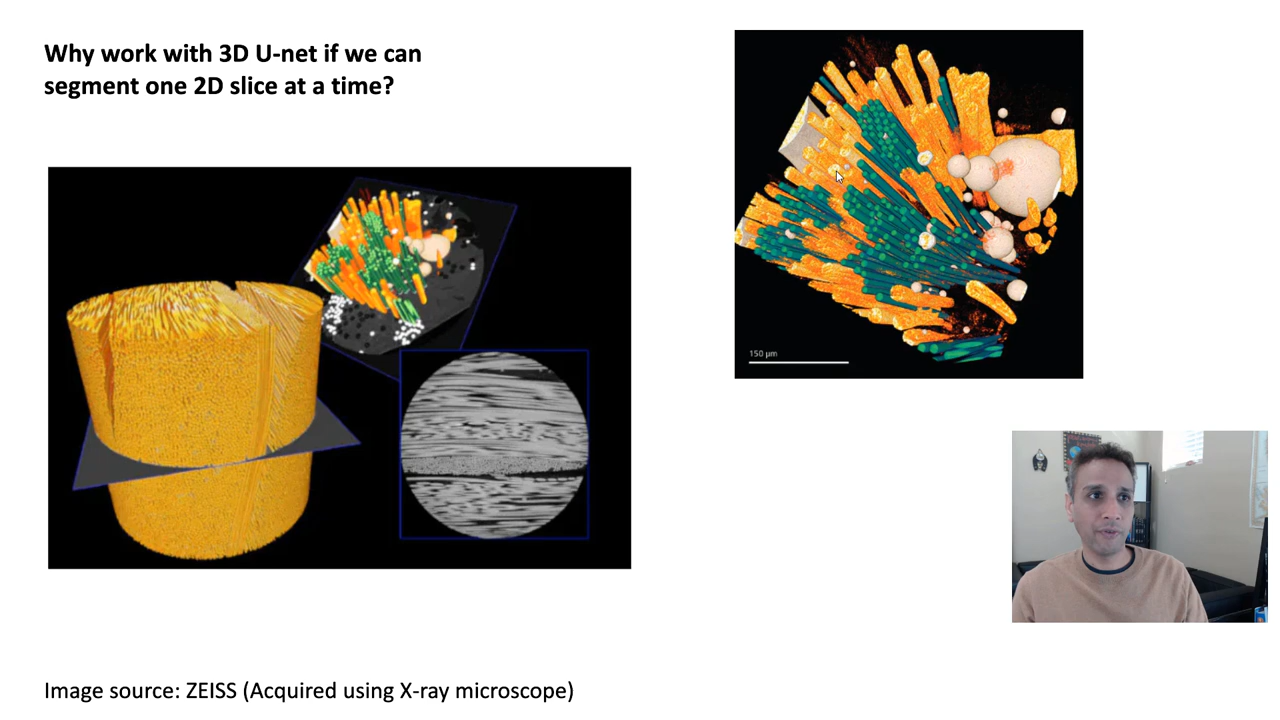 Why work with 3D U-net if we can
segment one 2D slice at a time?
150 µm
Image source: ZEISS (Acquired using X-ray microscope)